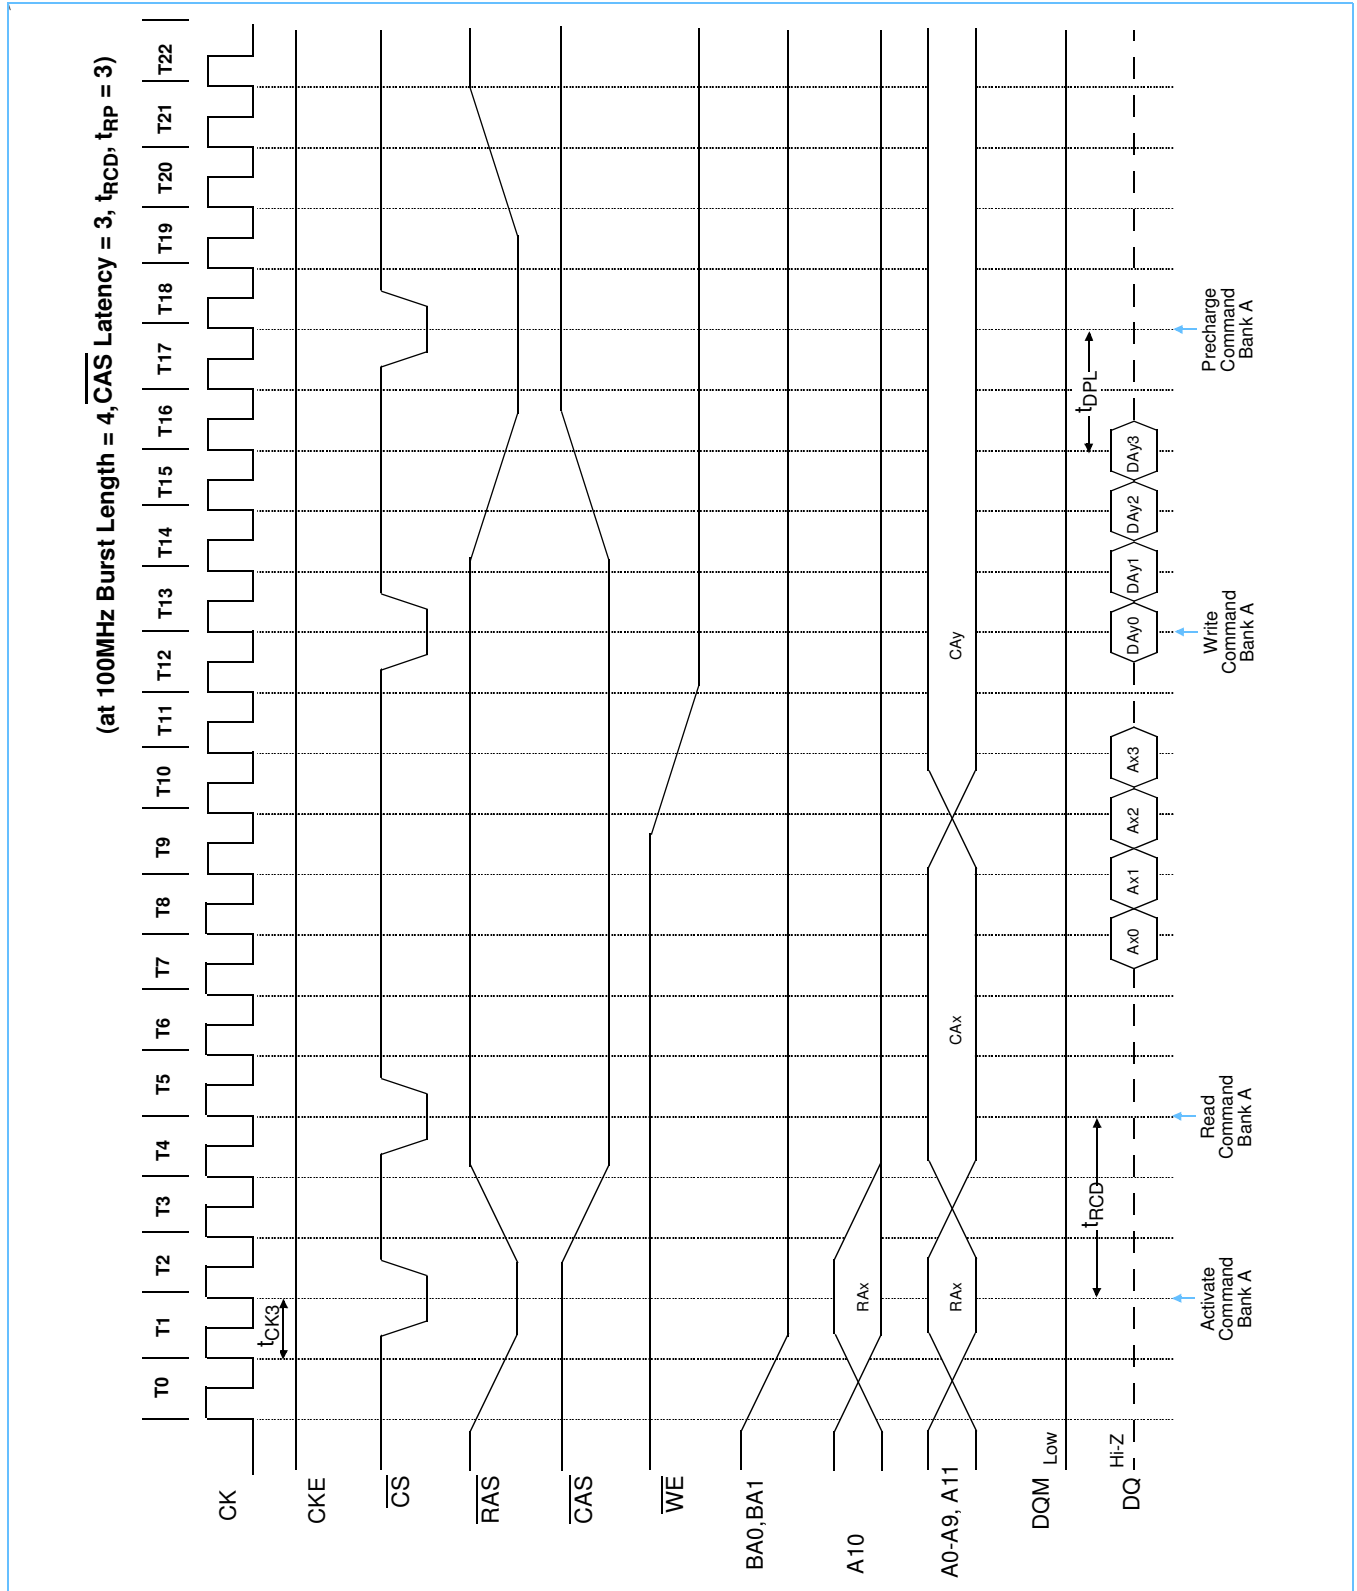 (at 100MHz Burst Length = 4, CAS Latency = 3, tRCD, tRP = 3)
T0 T1 T2 T3 T4 T5 T6 T7 T8 T9 T10 T11 T12 T13 T14 T15 T16 T17 T18 T19 T20 T21 T22
CK
tCK3
CKE
CS
RAS
CAS
WE
BA0,BA1
A10
RAx
A0-A9, A11
RAx CAx CAy
DQM
Low
tRCD
tDPL
DQ
Hi-Z
Ax0 Ax1 Ax2 Ax3 DAy0 DAy1 DAy2 DAy3
Activate
Command
Bank A
Read
Command
Bank A
Write
Command
Bank A
Precharge
Command
Bank A